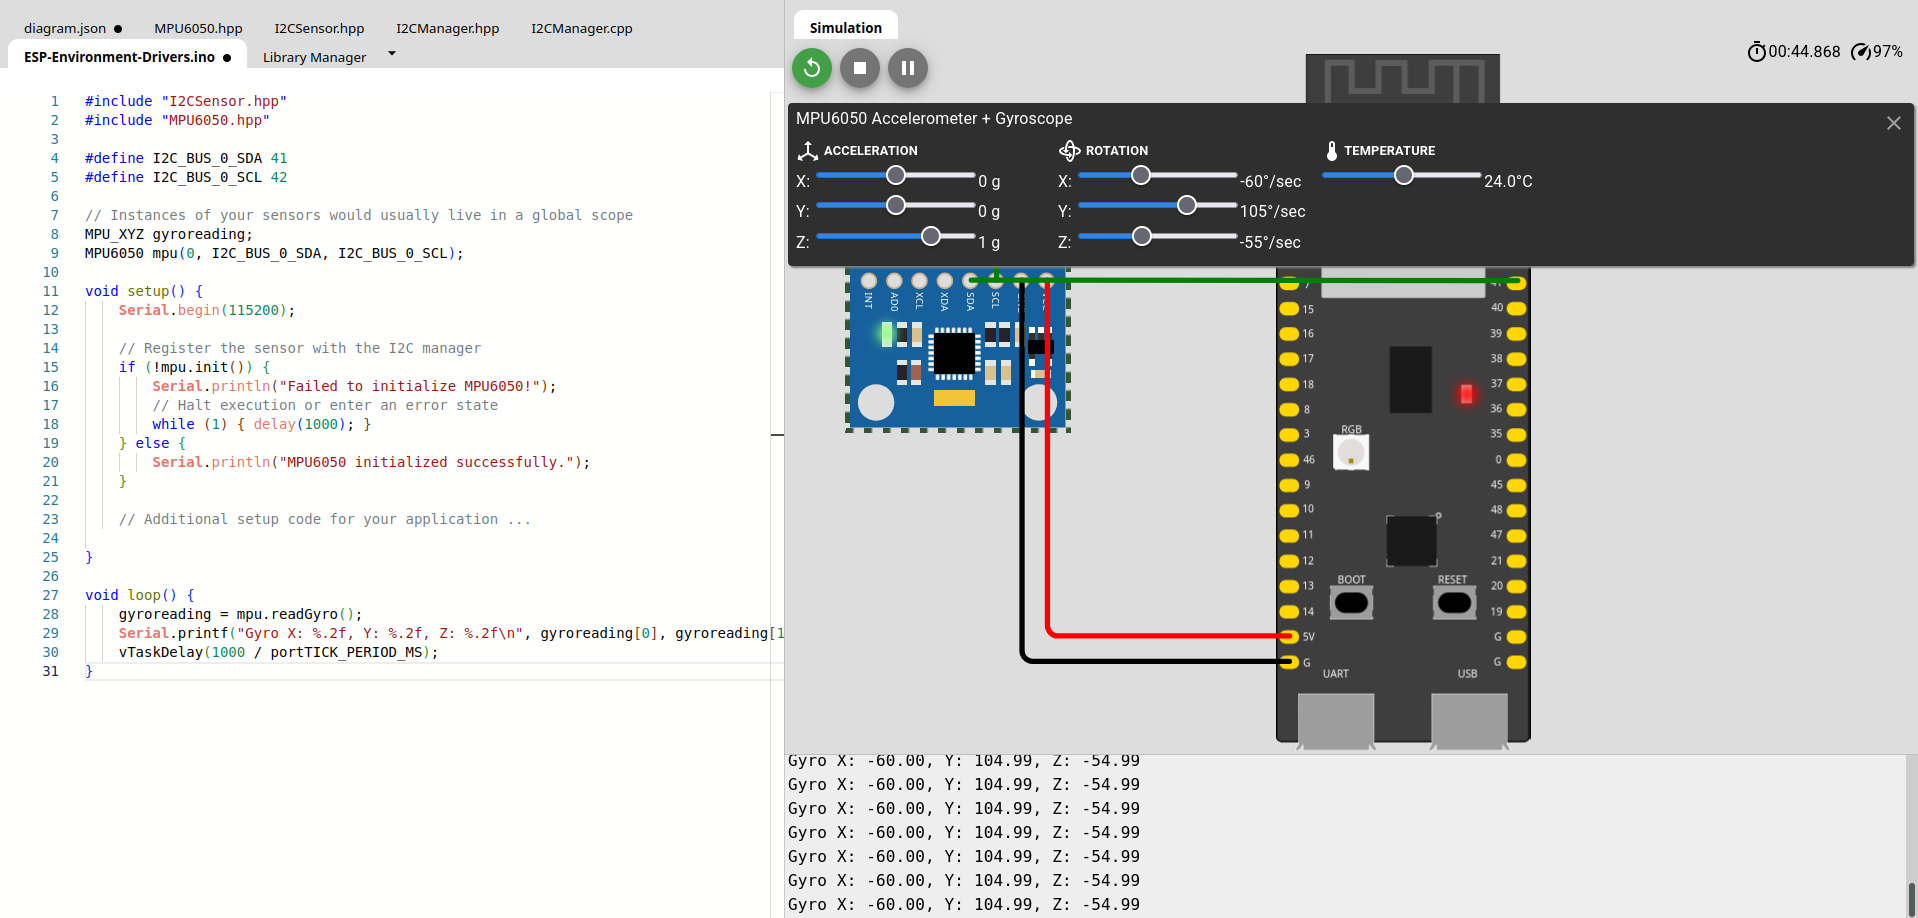 diagram.json ● MPU6050.hpp I2CSensor.hpp I2CManager.hpp I2CManager.cpp
ESP-Environment-Drivers.ino ● Library Manager
1 #include "I2CSensor.hpp"
2 #include "MPU6050.hpp"
3
4 #define I2C_BUS_0_SDA 41
5 #define I2C_BUS_0_SCL 42
6
7 // Instances of your sensors would usually live in a global scope
8 MPU_XYZ gyroreading;
9 MPU6050 mpu(0, I2C_BUS_0_SDA, I2C_BUS_0_SCL);
10
11 void setup() {
12 Serial.begin(115200);
13
14 // Register the sensor with the I2C manager
15 if (!mpu.init()) {
16 Serial.println("Failed to initialize MPU6050!");
17 // Halt execution or enter an error state
18 while (1) { delay(1000); }
19 } else {
20 Serial.println("MPU6050 initialized successfully.");
21 }
22
23 // Additional setup code for your application ...
24
25 }
26
27 void loop() {
28 gyroreading = mpu.readGyro();
29 Serial.printf("Gyro X: %.2f, Y: %.2f, Z: %.2f\n", gyroreading[0], gyroreading[1
30 vTaskDelay(1000 / portTICK_PERIOD_MS);
31 }
Simulation
00:44.868 97%
MPU6050 Accelerometer + Gyroscope
ACCELERATION ROTATION TEMPERATURE
X: 0 g X: -60°/sec 24.0°C
Y: 0 g Y: 105°/sec
Z: 1 g Z: -55°/sec
INT AD0 XCL XDA SDA SCL
15 40
16 39
17 38
18 37
8 36
3 35
46 0
9 45
10 48
11 47
12 21
13 20
14 19
5V G
G G
RGB
BOOT RESET
UART USB
Gyro X: -60.00, Y: 104.99, Z: -54.99
Gyro X: -60.00, Y: 104.99, Z: -54.99
Gyro X: -60.00, Y: 104.99, Z: -54.99
Gyro X: -60.00, Y: 104.99, Z: -54.99
Gyro X: -60.00, Y: 104.99, Z: -54.99
Gyro X: -60.00, Y: 104.99, Z: -54.99
Gyro X: -60.00, Y: 104.99, Z: -54.99